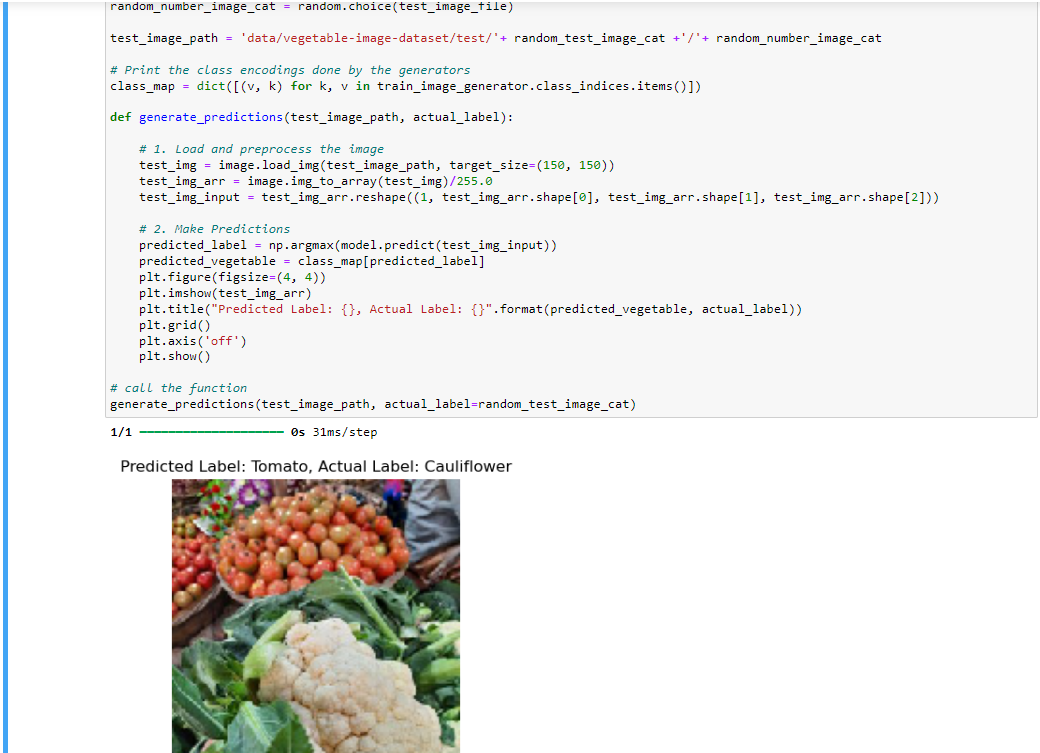 random_number_image_cat = random.choice(test_image_file)
test_image_path = 'data/vegetable-image-dataset/test/'+ random_test_image_cat +'/'+ random_number_image_cat
# Print the class encodings done by the generators
class_map = dict([(v, k) for k, v in train_image_generator.class_indices.items()])
def generate_predictions(test_image_path, actual_label):
# 1. Load and preprocess the image
test_img = image.load_img(test_image_path, target_size=(150, 150))
test_img_arr = image.img_to_array(test_img)/255.0
test_img_input = test_img_arr.reshape((1, test_img_arr.shape[0], test_img_arr.shape[1], test_img_arr.shape[2]))
# 2. Make Predictions
predicted_label = np.argmax(model.predict(test_img_input))
predicted_vegetable = class_map[predicted_label]
plt.figure(figsize=(4, 4))
plt.imshow(test_img_arr)
plt.title("Predicted Label: {}, Actual Label: {}".format(predicted_vegetable, actual_label))
plt.grid()
plt.axis('off')
plt.show()
# call the function
generate_predictions(test_image_path, actual_label=random_test_image_cat)
1/1 0s 31ms/step
Predicted Label: Tomato, Actual Label: Cauliflower